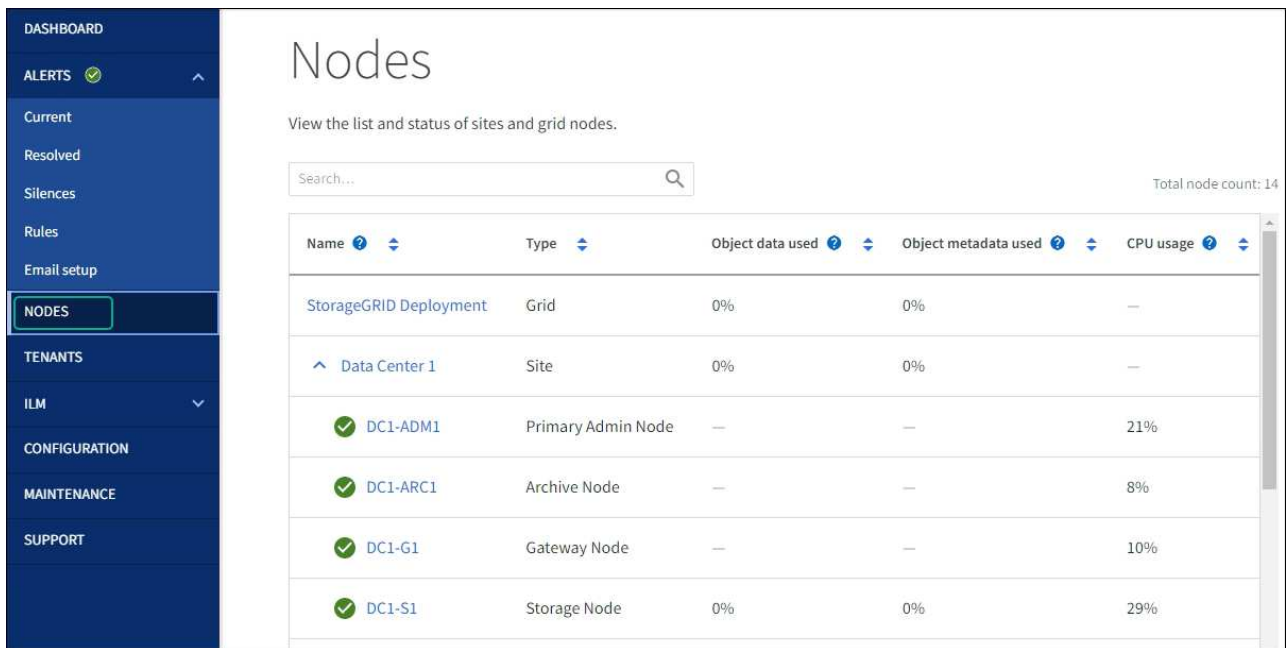 DASHBOARD
ALERTS
Current
Resolved
Silences
Rules
Email setup
NODES
TENANTS
ILM
CONFIGURATION
MAINTENANCE
SUPPORT
Nodes
View the list and status of sites and grid nodes.
Search...
Total node count: 14
Name ? Type Object data used ? Object metadata used ? CPU usage ?
StorageGRID Deployment Grid 0% 0% —
Data Center 1 Site 0% 0% —
DC1-ADM1 Primary Admin Node — — 21%
DC1-ARC1 Archive Node — — 8%
DC1-G1 Gateway Node — — 10%
DC1-S1 Storage Node 0% 0% 29%